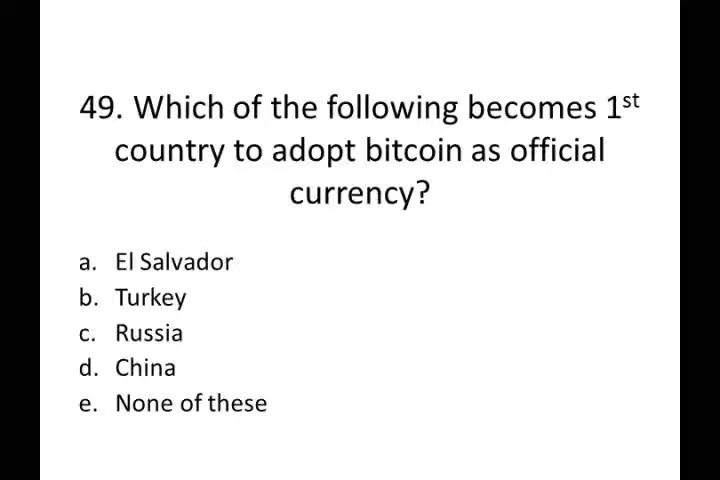 49. Which of the following becomes 1st
country to adopt bitcoin as official
currency?
a. El Salvador
b. Turkey
c. Russia
d. China
e. None of these